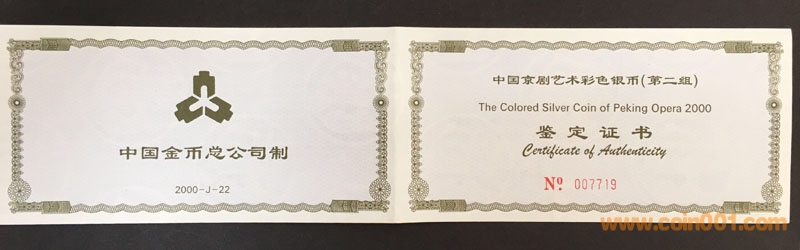 中国金币总公司制
2000-J-22
中国京剧艺术彩色银币(第二组)
The Colored Silver Coin of Peking Opera 2000
鉴定证书
Certificate of Authenticity
Nº 007719
www.coin001.com